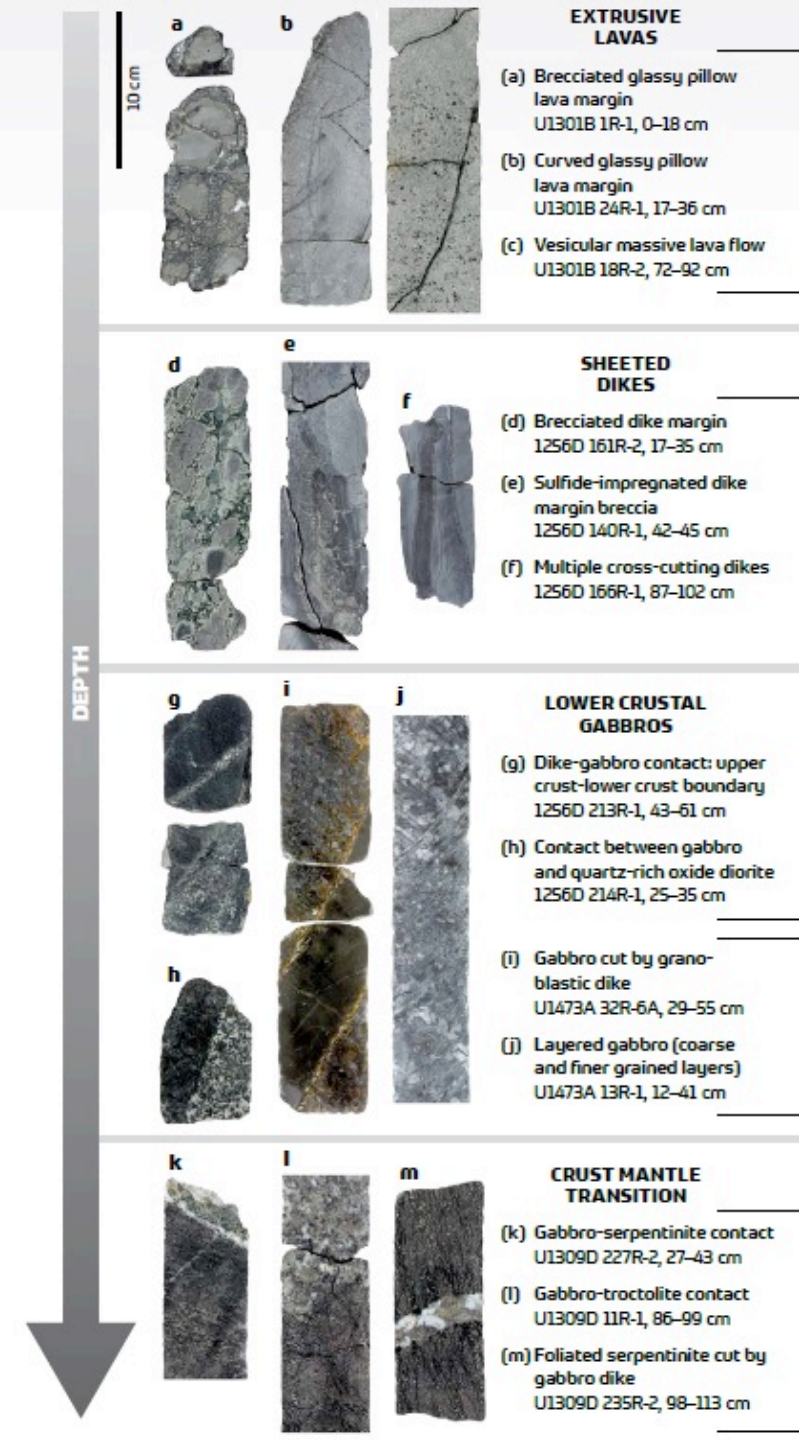 a
b
10 cm
EXTRUSIVE
LAVAS
(a) Brecciated glassy pillow
lava margin
U1301B 1R-1, 0–18 cm
(b) Curved glassy pillow
lava margin
U1301B 24R-1, 17–36 cm
(c) Vesicular massive lava flow
U1301B 18R-2, 72–92 cm
d
e
f
SHEETED
DIKES
(d) Brecciated dike margin
1256D 161R-2, 17–35 cm
(e) Sulfide-impregnated dike
margin breccia
1256D 140R-1, 42–45 cm
(f) Multiple cross-cutting dikes
1256D 166R-1, 87–102 cm
DEPTH
g
h
i
j
LOWER CRUSTAL
GABBROS
(g) Dike-gabbro contact: upper
crust-lower crust boundary
1256D 213R-1, 43–61 cm
(h) Contact between gabbro
and quartz-rich oxide diorite
1256D 214R-1, 25–35 cm
(i) Gabbro cut by grano-
blastic dike
U1473A 32R-6A, 29–55 cm
(j) Layered gabbro (coarse
and finer grained layers)
U1473A 13R-1, 12–41 cm
k
l
m
CRUST MANTLE
TRANSITION
(k) Gabbro-serpentinite contact
U1309D 227R-2, 27–43 cm
(l) Gabbro-troctolite contact
U1309D 11R-1, 86–99 cm
(m) Foliated serpentinite cut by
gabbro dike
U1309D 235R-2, 98–113 cm